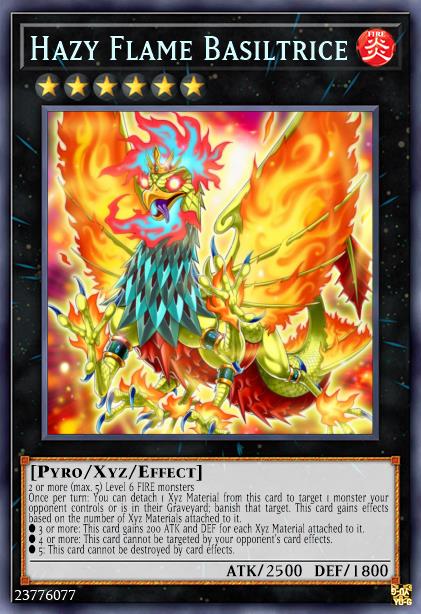 Hazy Flame Basiltrice
FIRE
炎
[Pyro/Xyz/Effect]
2 or more (max. 5) Level 6 FIRE monsters
Once per turn: You can detach 1 Xyz Material from this card to target 1 monster your
opponent controls or is in their Graveyard; banish that target. This card gains effects
based on the number of Xyz Materials attached to it.
● 3 or more: This card gains 200 ATK and DEF for each Xyz Material attached to it.
● 4 or more: This card cannot be targeted by your opponent's card effects.
● 5: This card cannot be destroyed by card effects.
ATK/2500 DEF/1800
23776077